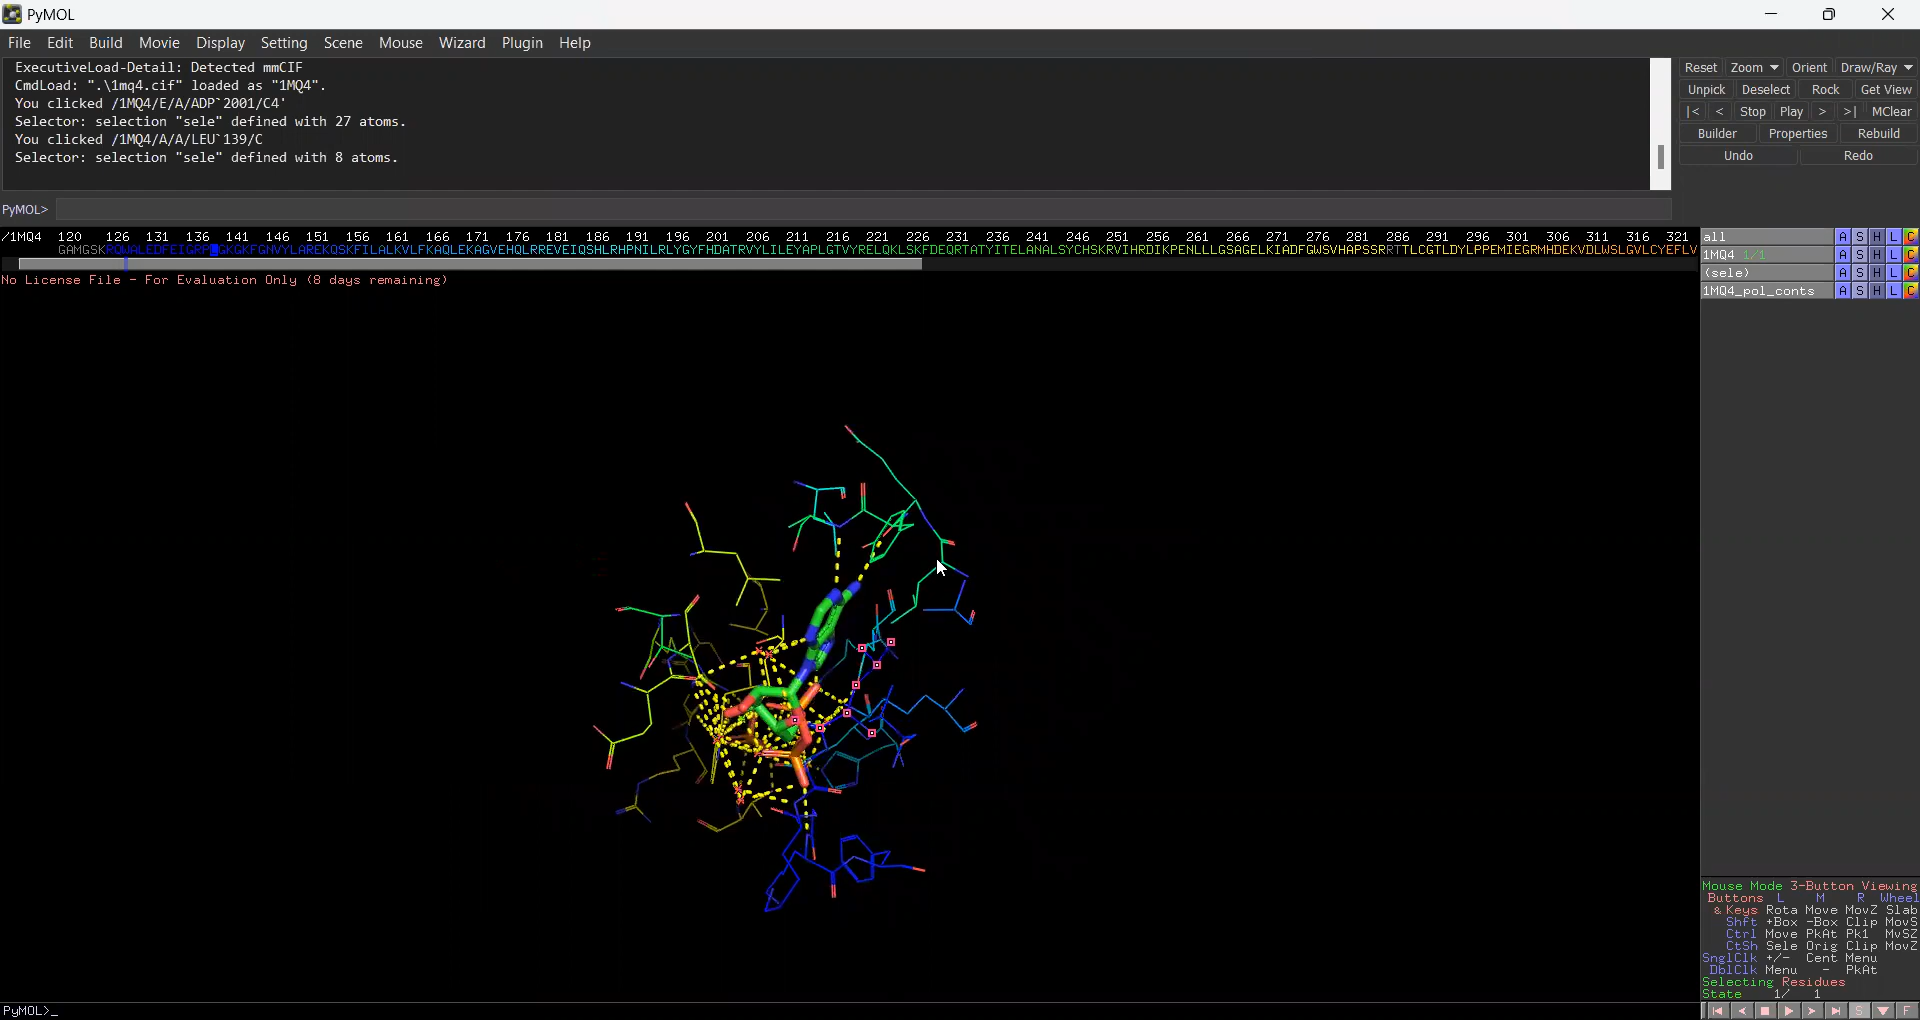 PyMOL
File Edit Build Movie Display Setting Scene Mouse Wizard Plugin Help
ExecutiveLoad-Detail: Detected mmCIF
CmdLoad: ".\1mq4.cif" loaded as "1MQ4".
You clicked /1MQ4/E/A/ADP`2001/C4'
Selector: selection "sele" defined with 27 atoms.
You clicked /1MQ4/A/A/LEU`139/C
Selector: selection "sele" defined with 8 atoms.
Reset Zoom Orient Draw/Ray
Unpick Deselect Rock Get View
|< < Stop Play > >| MClear
Builder Properties Rebuild
Undo Redo
PyMOL>
/1MQ4 120 126 131 136 141 146 151 156 161 166 171 176 181 186 191 196 201 206 211 216 221 226 231 236 241 246 251 256 261 266 271 276 281 286 291 296 301 306 311 316 321
GAMGSKRQWALEDFEIGRPLGKGKFGNVYLAREKQSKFILALKVLFKAQLEKAGVEHQLRREVEIQSHLRHPNILRLYGYFHDATRVYLILEYAPLGTVYRELQKLSKFDEQRTATYITELANALSYCHSKRVIHRDIKPENLLLGSAGELKIADFGWSVHAPSSRRTTLCGTLDYLPPEMIEGRMHDEKVDLWSLGVLCYEFLV
No License File - For Evaluation Only (8 days remaining)
all A S H L C
1MQ4 1/1 A S H L C
(sele) A S H L C
1MQ4_pol_conts A S H L C
Mouse Mode 3-Button Viewing
Buttons L M R Wheel
& Keys Rota Move MovZ Slab
Shft +Box -Box Clip MovS
Ctrl Move PkAt Pk1 MvSZ
CtSh Sele Orig Clip MovZ
SnglClk +/- Cent Menu
DblClk Menu - PkAt
Selecting Residues
State 1/ 1
PyMOL>_
S F